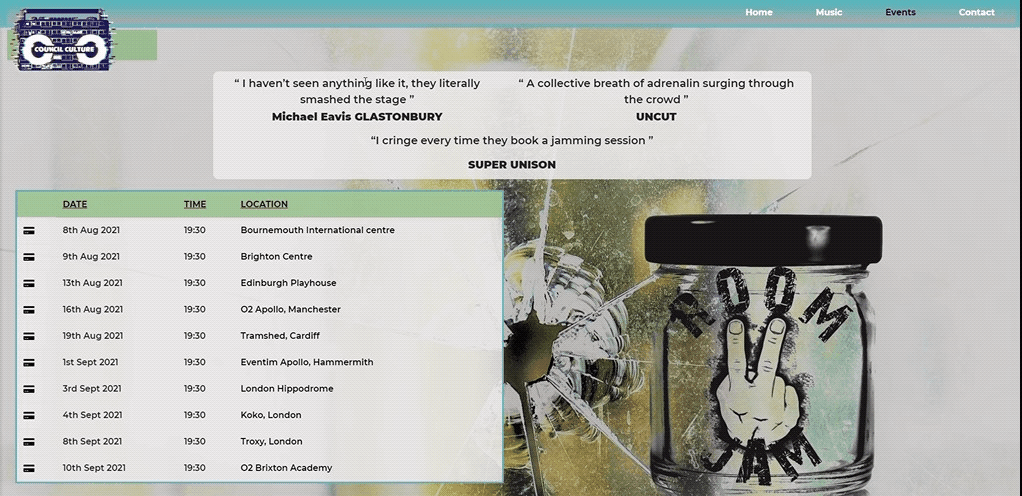 Home Music Events Contact
COUNCIL CULTURE
“ I haven’t seen anything like it, they literally
smashed the stage ”
Michael Eavis GLASTONBURY
“ A collective breath of adrenalin surging through
the crowd ”
UNCUT
“I cringe every time they book a jamming session ”
SUPER UNISON
DATE TIME LOCATION
8th Aug 2021 19:30 Bournemouth International centre
9th Aug 2021 19:30 Brighton Centre
13th Aug 2021 19:30 Edinburgh Playhouse
16th Aug 2021 19:30 O2 Apollo, Manchester
19th Aug 2021 19:30 Tramshed, Cardiff
1st Sept 2021 19:30 Eventim Apollo, Hammermith
3rd Sept 2021 19:30 London Hippodrome
4th Sept 2021 19:30 Koko, London
8th Sept 2021 19:30 Troxy, London
10th Sept 2021 19:30 O2 Brixton Academy
ROOM
JAM